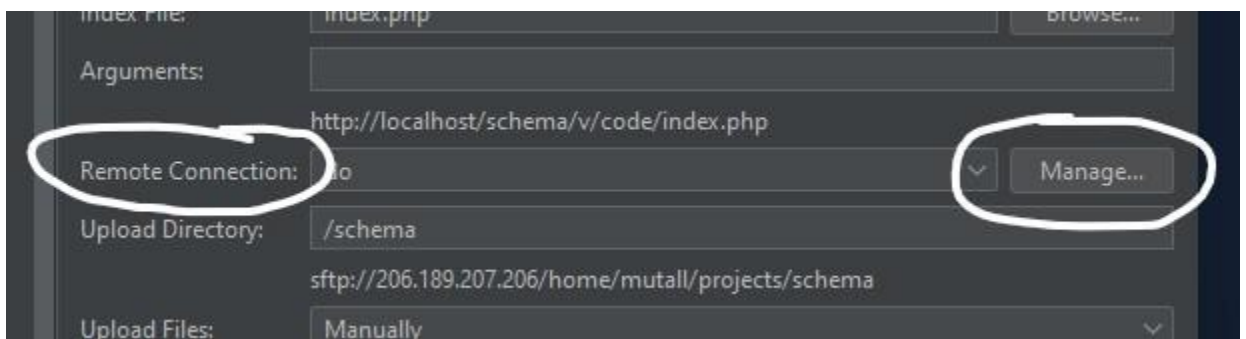 Index File: index.php Browse...
Arguments:
http://localhost/schema/v/code/index.php
Remote Connection: do Manage...
Upload Directory: /schema
sftp://206.189.207.206/home/mutall/projects/schema
Upload Files: Manually